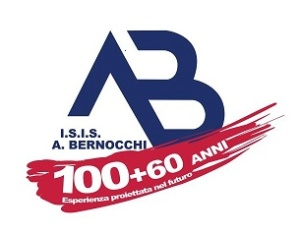 AB
I.S.I.S.
A. BERNOCCHI
100+60 ANNI
Esperienza proiettata nel futuro